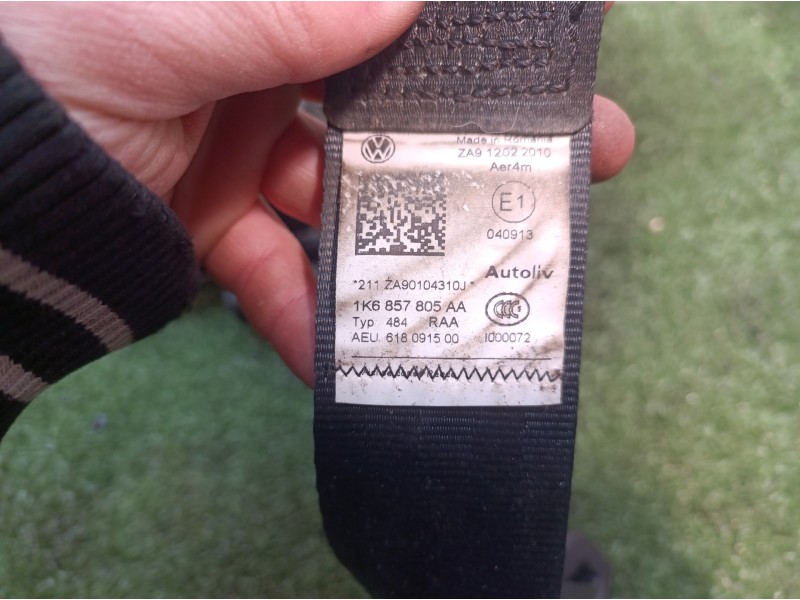 Made in Romania
ZA9 1202 2010
Aer4m
E1
040913
Autoliv
*211 ZA90104310J *
1K6 857 805 AA
CCC
Typ 484 RAA
AEU. 618 0915 00 I000072